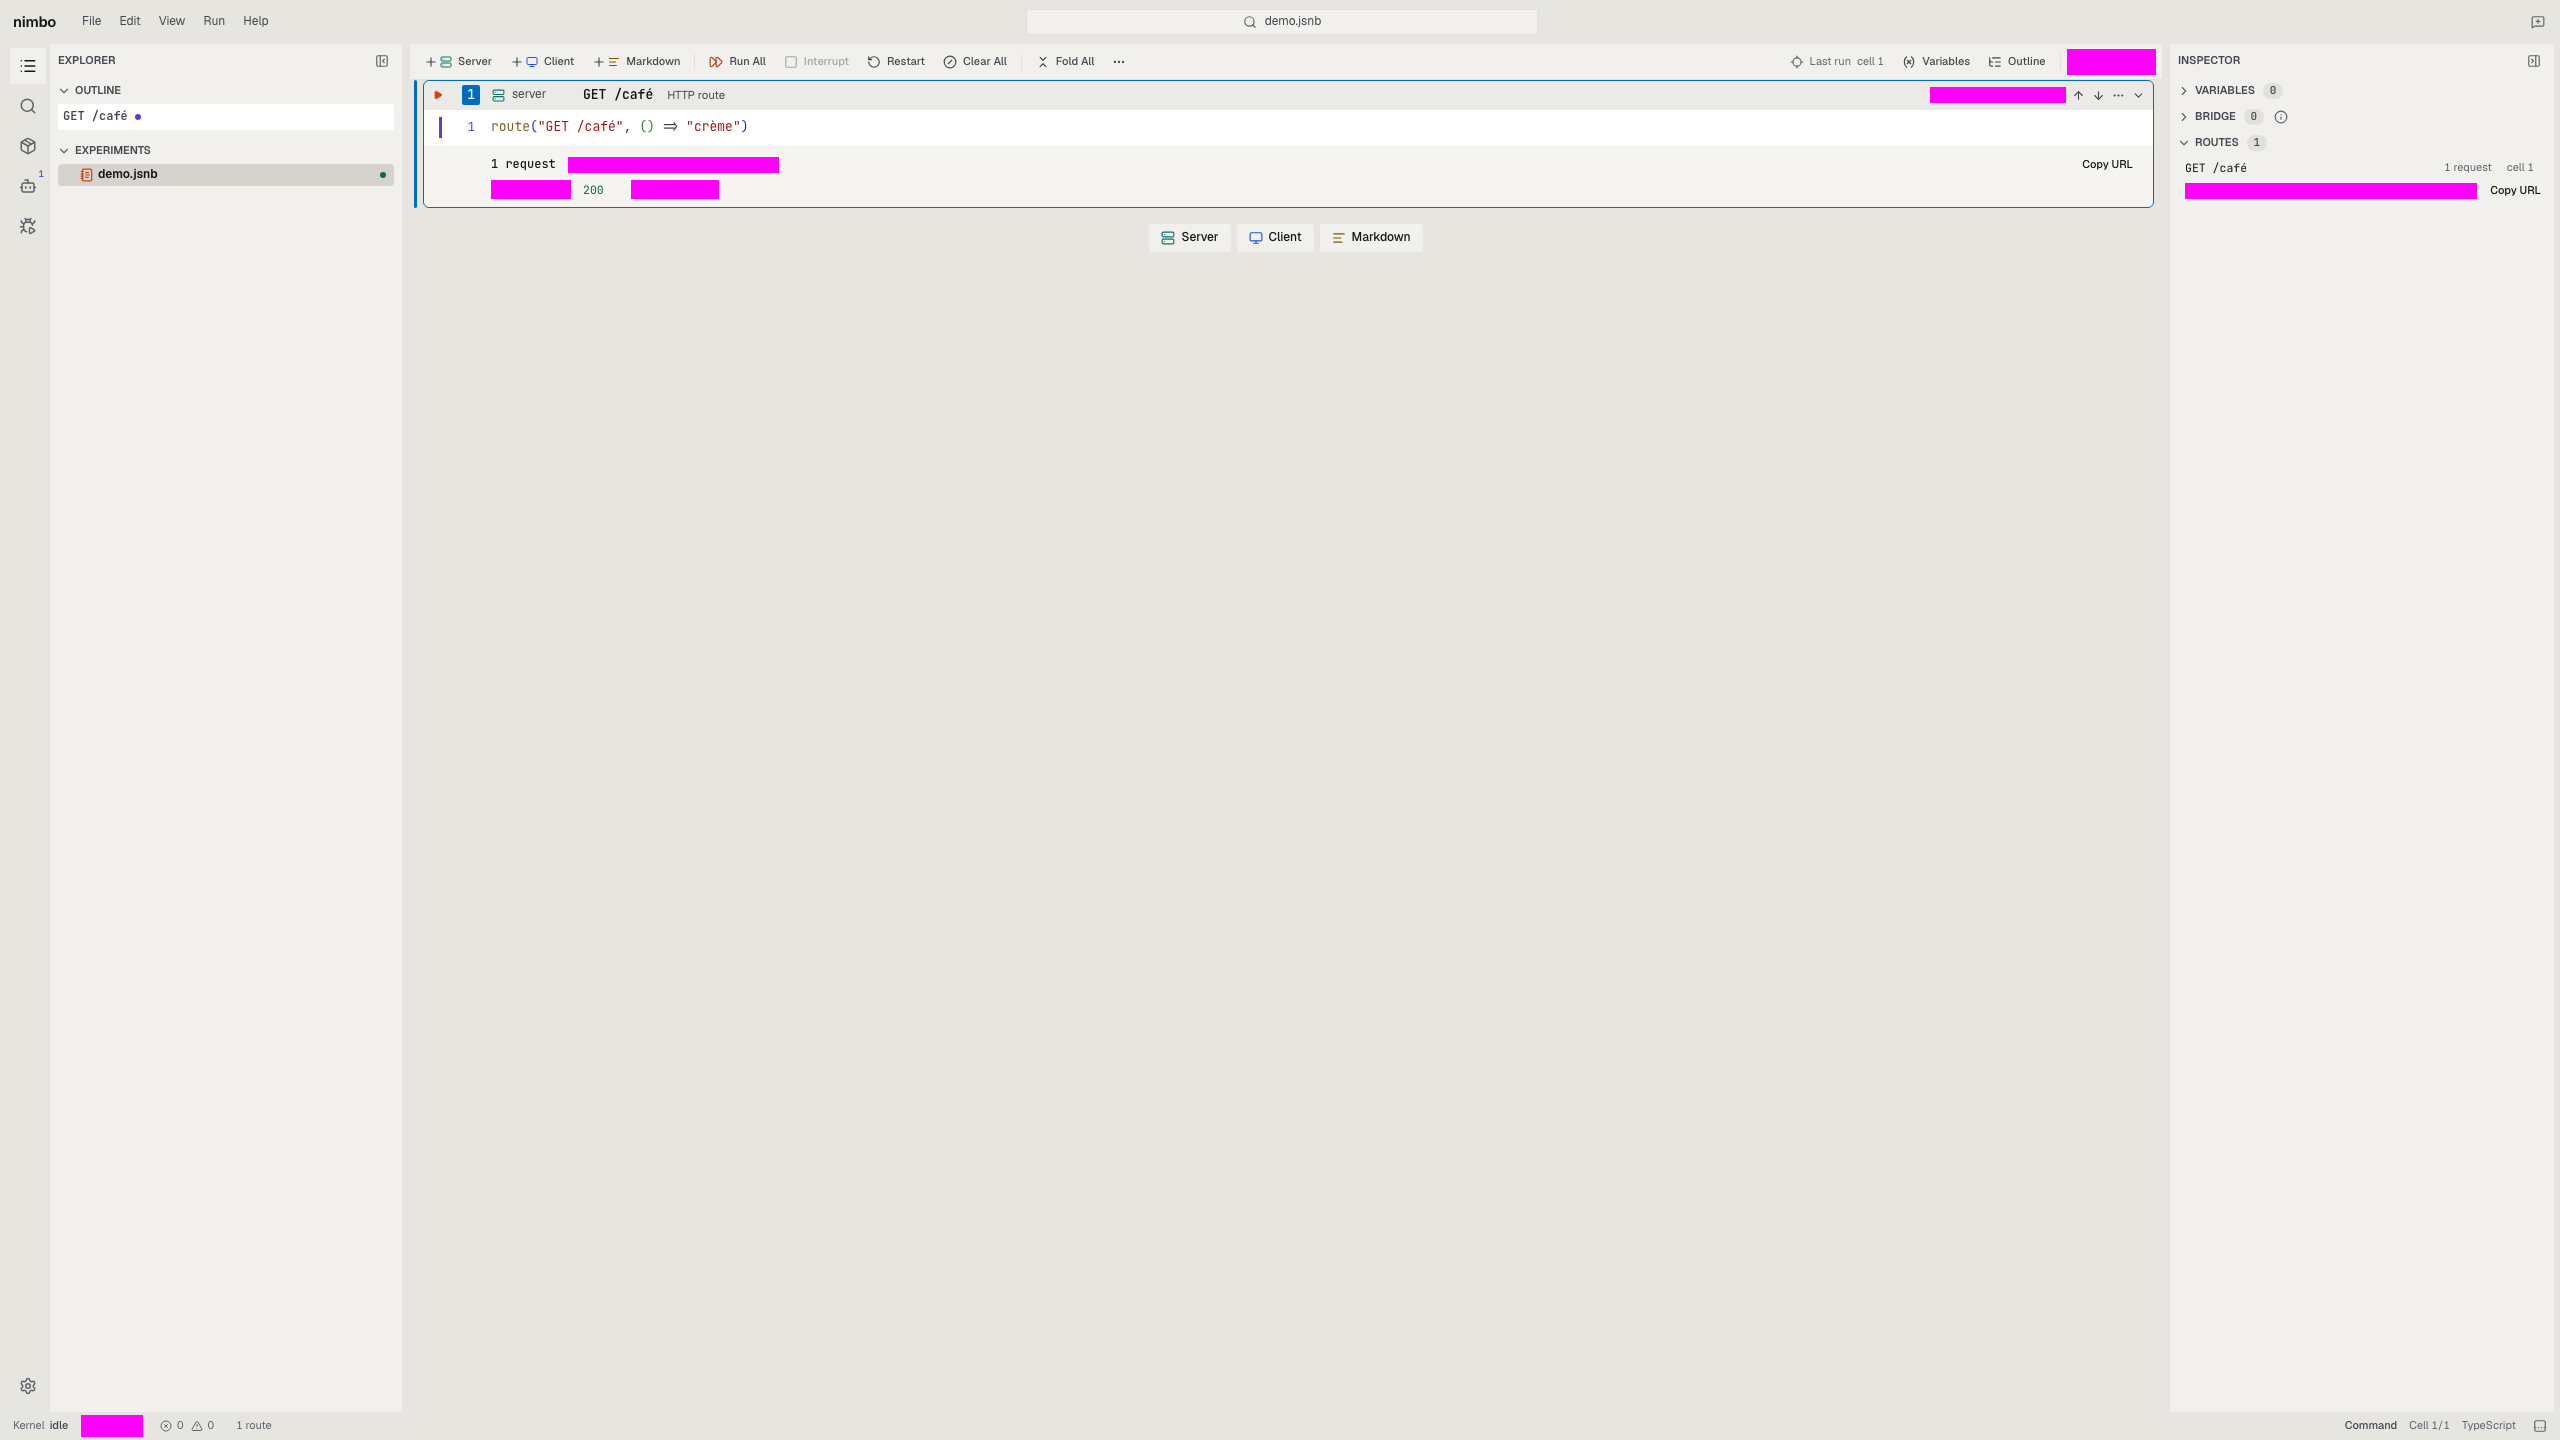 nimbo File Edit View Run Help demo.jsnb
EXPLORER
OUTLINE
GET /café
EXPERIMENTS
demo.jsnb
1
Server Client Markdown Run All Interrupt Restart Clear All Fold All Last run cell 1 Variables Outline
1 server GET /café HTTP route
1 route("GET /café", () => "crème")
1 request Copy URL
200
Server Client Markdown
INSPECTOR
VARIABLES 0
BRIDGE 0
ROUTES 1
GET /café 1 request cell 1
Copy URL
Kernel idle 0 0 1 route Command Cell 1/1 TypeScript